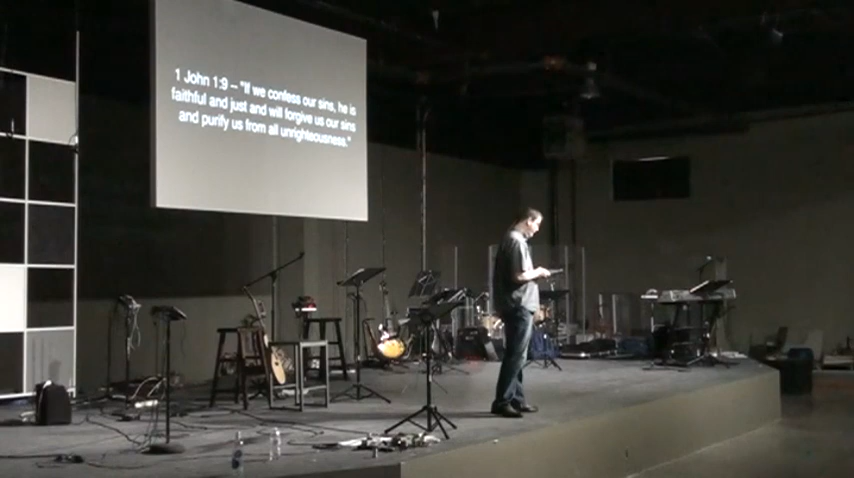 1 John 1:9 – "If we confess our sins, he is
faithful and just and will forgive us our sins
and purify us from all unrighteousness."